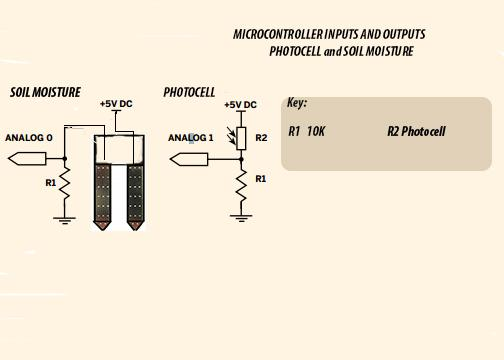 MICROCONTROLLER INPUTS AND OUTPUTS
PHOTOCELL and SOIL MOISTURE
SOIL MOISTURE
+5V DC
ANALOG 0
R1
PHOTOCELL
+5V DC
ANALOG 1
R2
R1
Key:
R1 10K
R2 Photocell